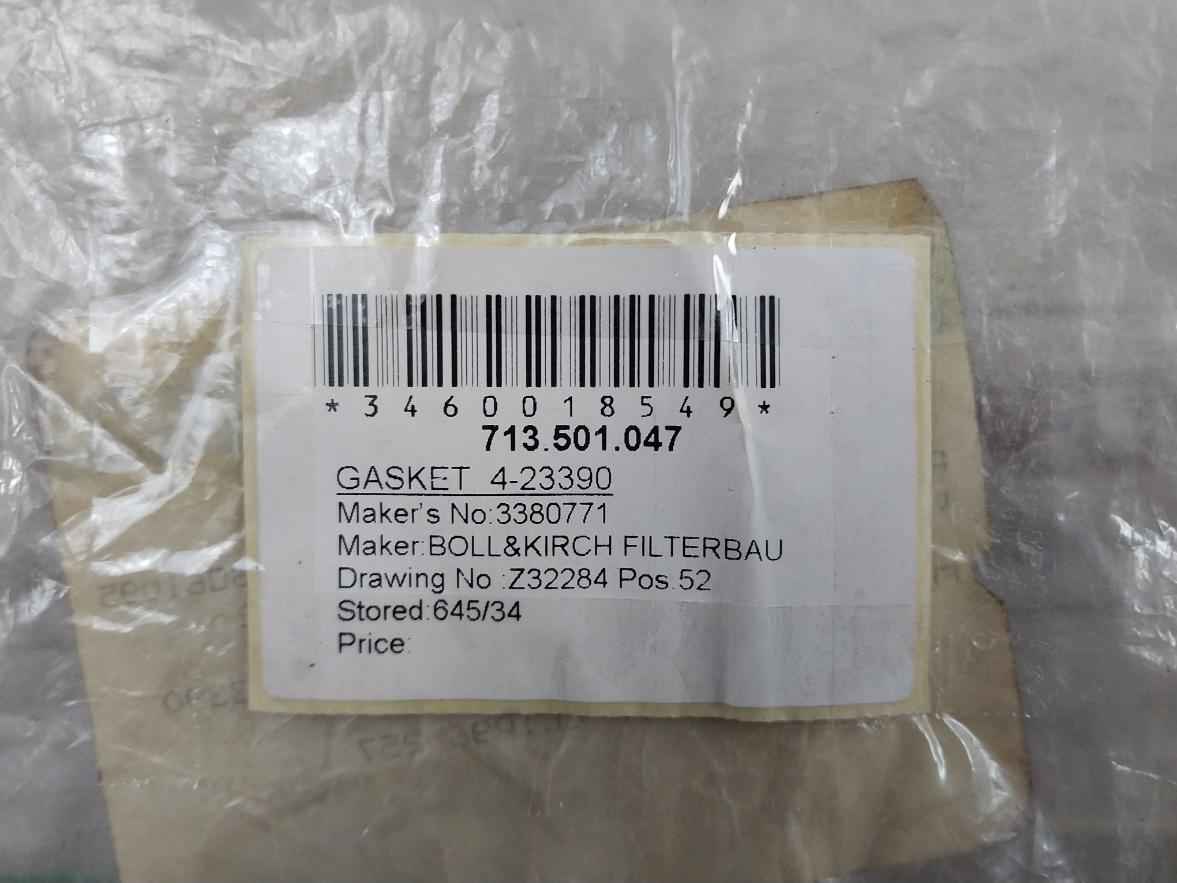 *3460018549*
713.501.047
GASKET 4-23390
Maker's No:3380771
Maker:BOLL&KIRCH FILTERBAU
Drawing No :Z32284 Pos.52
Stored:645/34
Price: